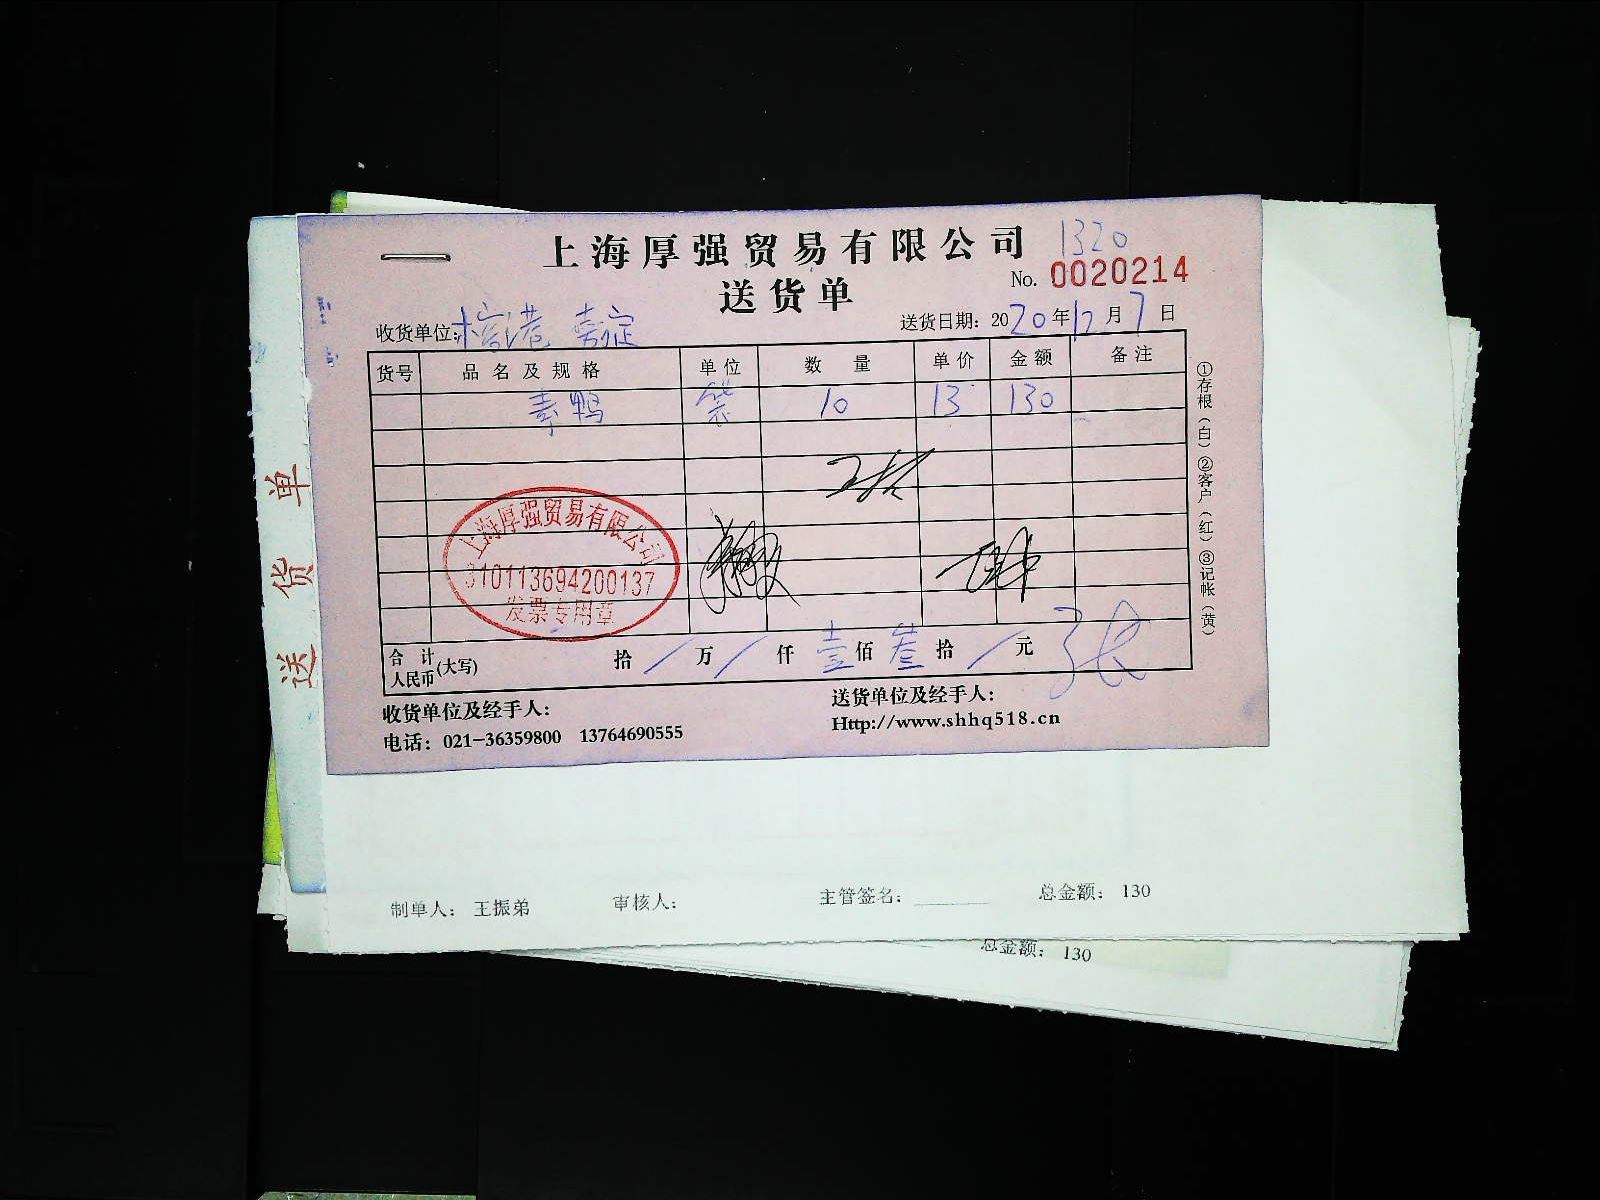 上海厚强贸易有限公司 1320
No. 0020214
送货单
收货单位：榕港 嘉定 送货日期：2020年12月7日
货号 品名及规格 单位 数量 单价 金额 备注
素鸭 袋 10 13 130
上海厚强贸易有限公司
310113694200137
发票专用章
合计人民币(大写) 拾 / 万 / 仟 壹 佰 叁 拾 / 元
收货单位及经手人： 送货单位及经手人：
电话：021-36359800 13764690555 Http://www.shhq518.cn
①存根（白）②客户（红）③记帐（黄）
送货单
制单人： 王振弟 审核人： 主管签名： 总金额： 130
总金额： 130